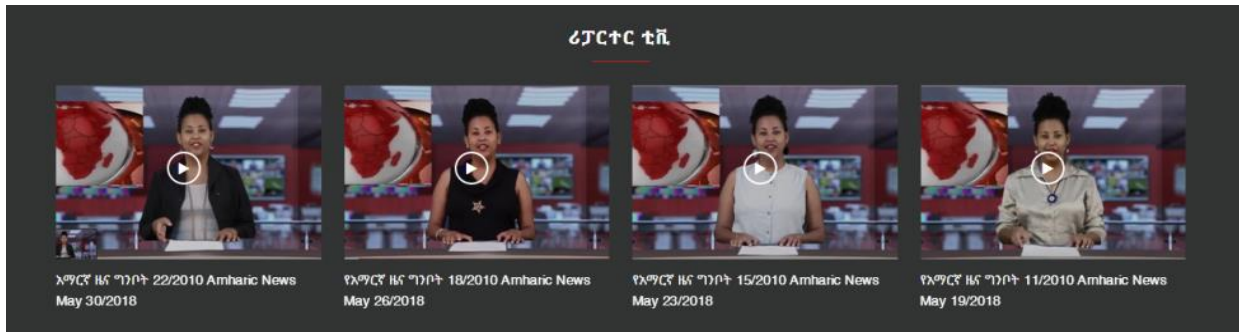 ሪፓርተር ቲቪ
አማርኛ ዜና ግንቦት 22/2010 Amharic News
May 30/2018
የአማርኛ ዜና ግንቦት 18/2010 Amharic News
May 26/2018
የአማርኛ ዜና ግንቦት 15/2010 Amharic News
May 23/2018
የአማርኛ ዜና ግንቦት 11/2010 Amharic News
May 19/2018